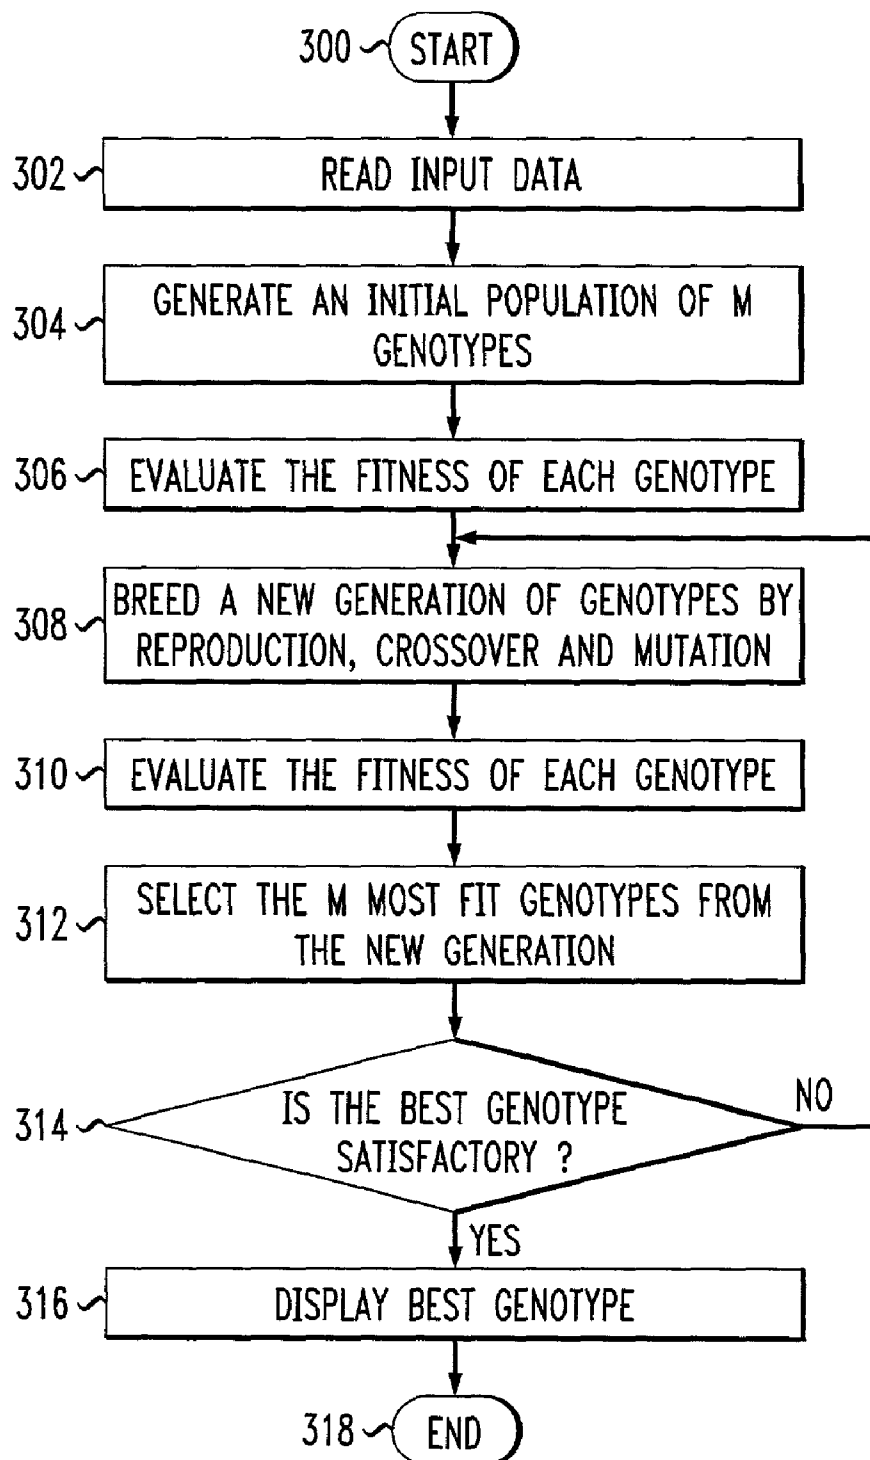 300 START
302 READ INPUT DATA
304 GENERATE AN INITIAL POPULATION OF M
GENOTYPES
306 EVALUATE THE FITNESS OF EACH GENOTYPE
308 BREED A NEW GENERATION OF GENOTYPES BY
REPRODUCTION, CROSSOVER AND MUTATION
310 EVALUATE THE FITNESS OF EACH GENOTYPE
312 SELECT THE M MOST FIT GENOTYPES FROM
THE NEW GENERATION
314 IS THE BEST GENOTYPE
SATISFACTORY ?
NO
YES
316 DISPLAY BEST GENOTYPE
318 END